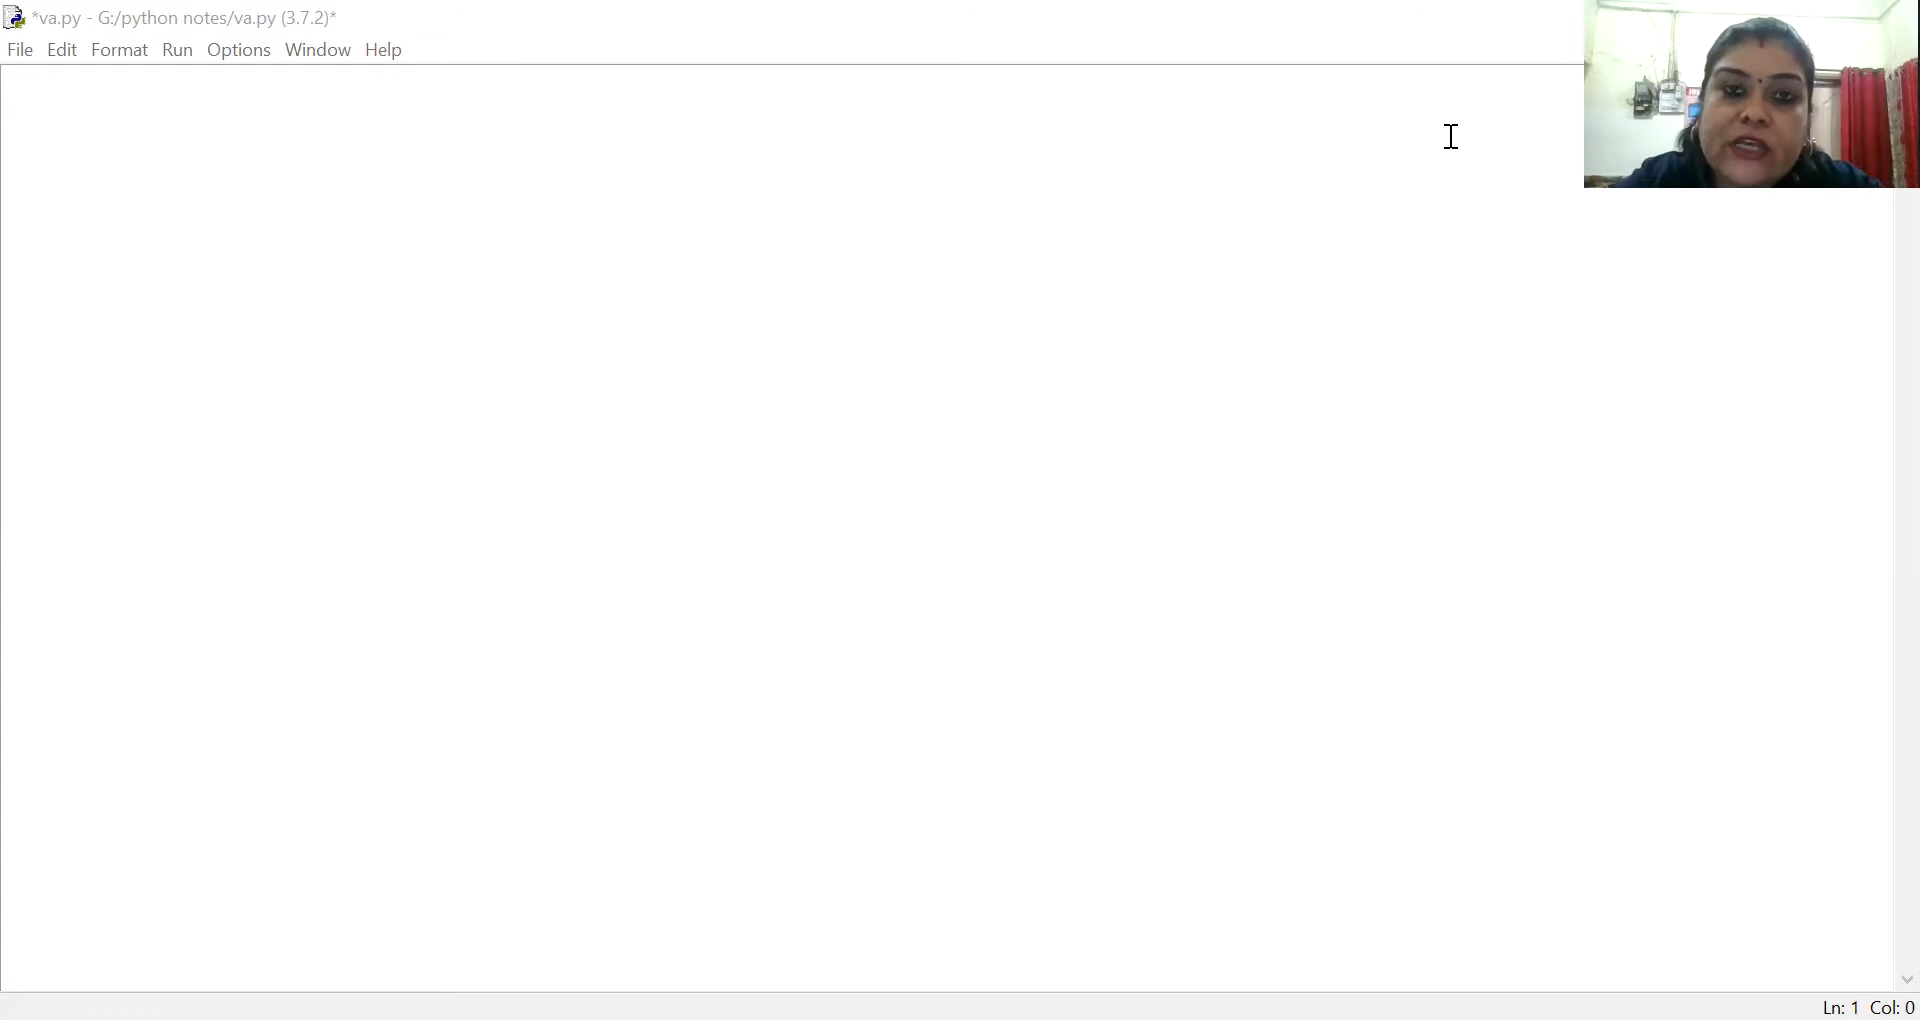 *va.py - G:/python notes/va.py (3.7.2)*
File Edit Format Run Options Window Help
Ln: 1 Col: 0